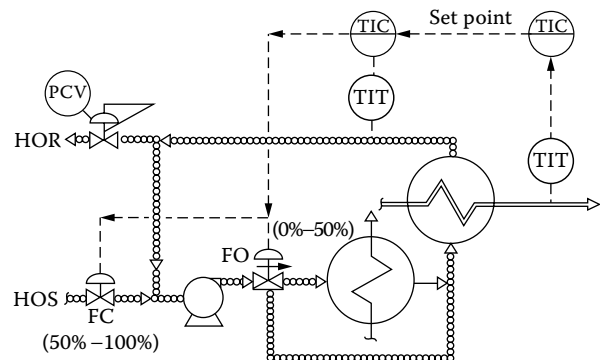 TIC
Set point
TIC
PCV
TIT
HOR
TIT
(0%–50%)
FO
HOS
FC
(50% –100%)